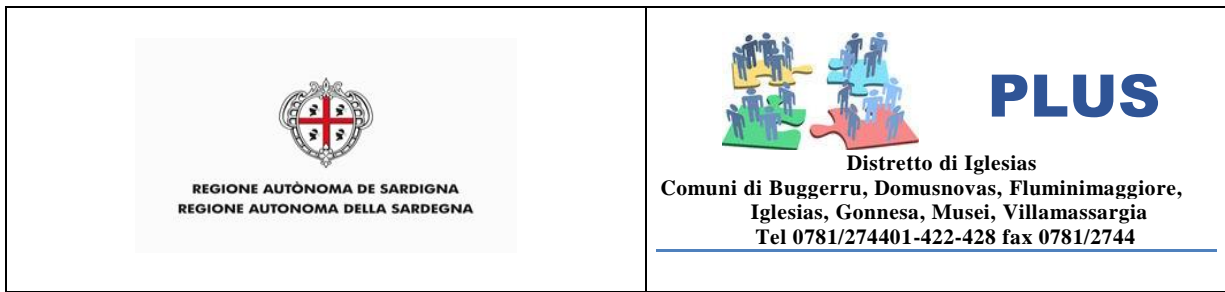 REGIONE AUTÒNOMA DE SARDIGNA
REGIONE AUTONOMA DELLA SARDEGNA
PLUS
Distretto di Iglesias
Comuni di Buggerru, Domusnovas, Fluminimaggiore,
Iglesias, Gonnesa, Musei, Villamassargia
Tel 0781/274401-422-428 fax 0781/2744